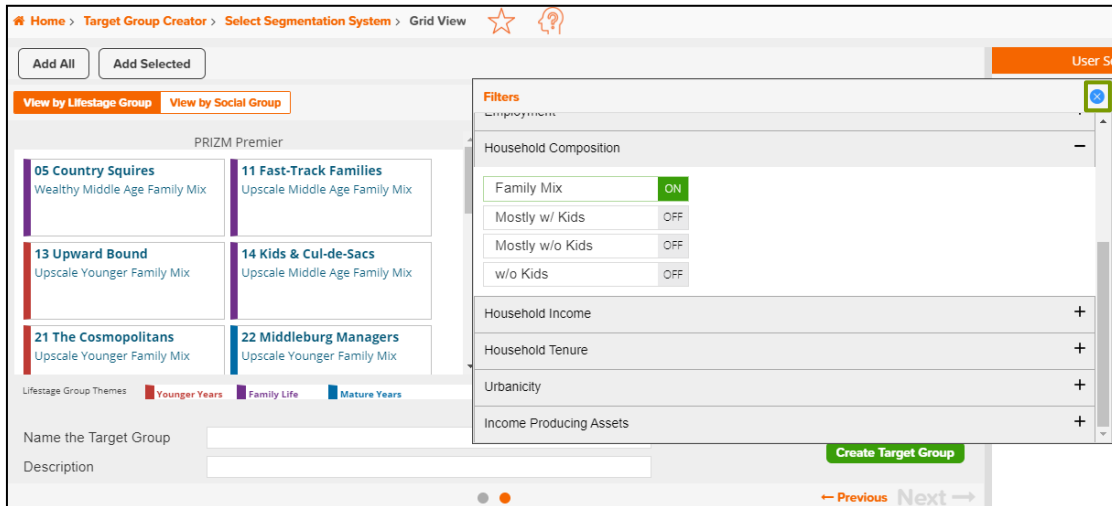 Home > Target Group Creator > Select Segmentation System > Grid View
Add All Add Selected
User S
View by Lifestage Group View by Social Group
Filters
Employment
PRIZM Premier
Household Composition
05 Country Squires
Wealthy Middle Age Family Mix
11 Fast-Track Families
Upscale Middle Age Family Mix
Family Mix ON
Mostly w/ Kids OFF
Mostly w/o Kids OFF
w/o Kids OFF
13 Upward Bound
Upscale Younger Family Mix
14 Kids & Cul-de-Sacs
Upscale Middle Age Family Mix
Household Income
21 The Cosmopolitans
Upscale Younger Family Mix
22 Middleburg Managers
Upscale Younger Family Mix
Household Tenure
Urbanicity
Lifestage Group Themes Younger Years Family Life Mature Years
Income Producing Assets
Name the Target Group
Description
Create Target Group
← Previous Next →